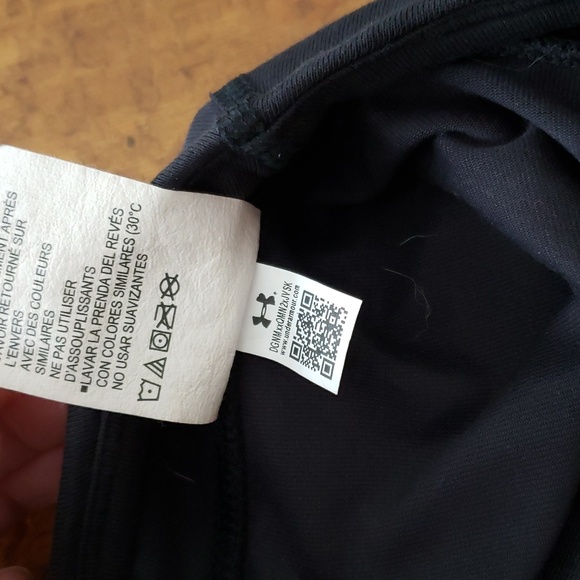 APRÈS
RETOURNÉ SUR
L'ENVERS
AVEC DES COULEURS
SIMILAIRES
NE PAS UTILISER
D'ASSOUPLISSANTS
■LAVAR LA PRENDA DEL REVÉS
CON COLORES SIMILARES (30°C
NO USAR SUAVIZANTES
www.underarmour.com